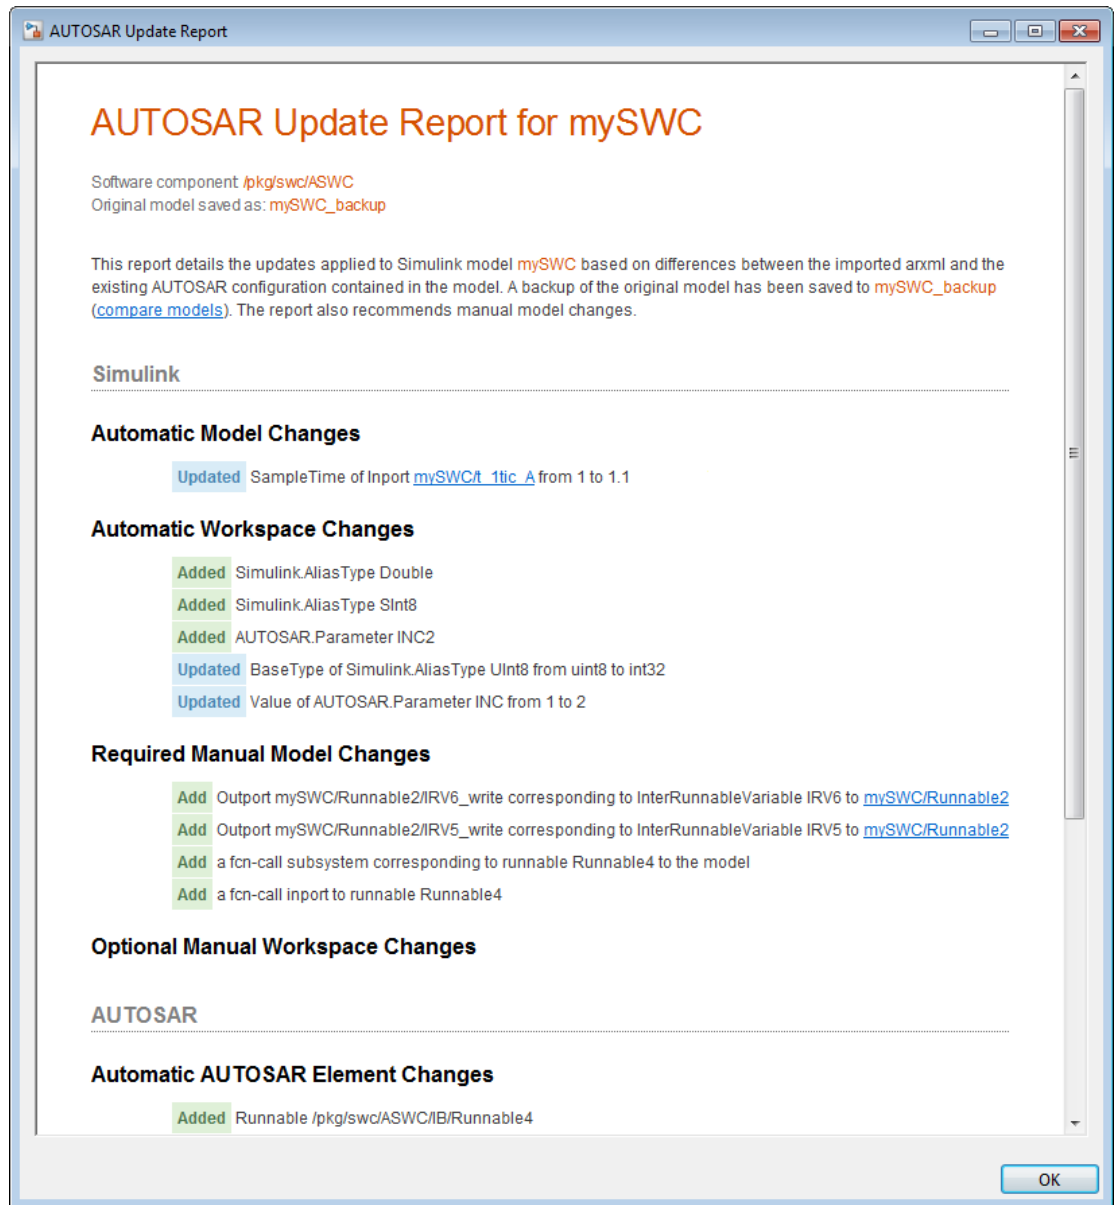 AUTOSAR Update Report
AUTOSAR Update Report for mySWC
Software component /pkg/swc/ASWC
Original model saved as: mySWC_backup
This report details the updates applied to Simulink model mySWC based on differences between the imported arxml and the
existing AUTOSAR configuration contained in the model. A backup of the original model has been saved to mySWC_backup
(compare models). The report also recommends manual model changes.
Simulink
Automatic Model Changes
Updated SampleTime of Inport mySWC/t_1tic_A from 1 to 1.1
Automatic Workspace Changes
Added Simulink.AliasType Double
Added Simulink.AliasType SInt8
Added AUTOSAR.Parameter INC2
Updated BaseType of Simulink.AliasType UInt8 from uint8 to int32
Updated Value of AUTOSAR.Parameter INC from 1 to 2
Required Manual Model Changes
Add Outport mySWC/Runnable2/IRV6_write corresponding to InterRunnableVariable IRV6 to mySWC/Runnable2
Add Outport mySWC/Runnable2/IRV5_write corresponding to InterRunnableVariable IRV5 to mySWC/Runnable2
Add a fcn-call subsystem corresponding to runnable Runnable4 to the model
Add a fcn-call inport to runnable Runnable4
Optional Manual Workspace Changes
AUTOSAR
Automatic AUTOSAR Element Changes
Added Runnable /pkg/swc/ASWC/IB/Runnable4
OK